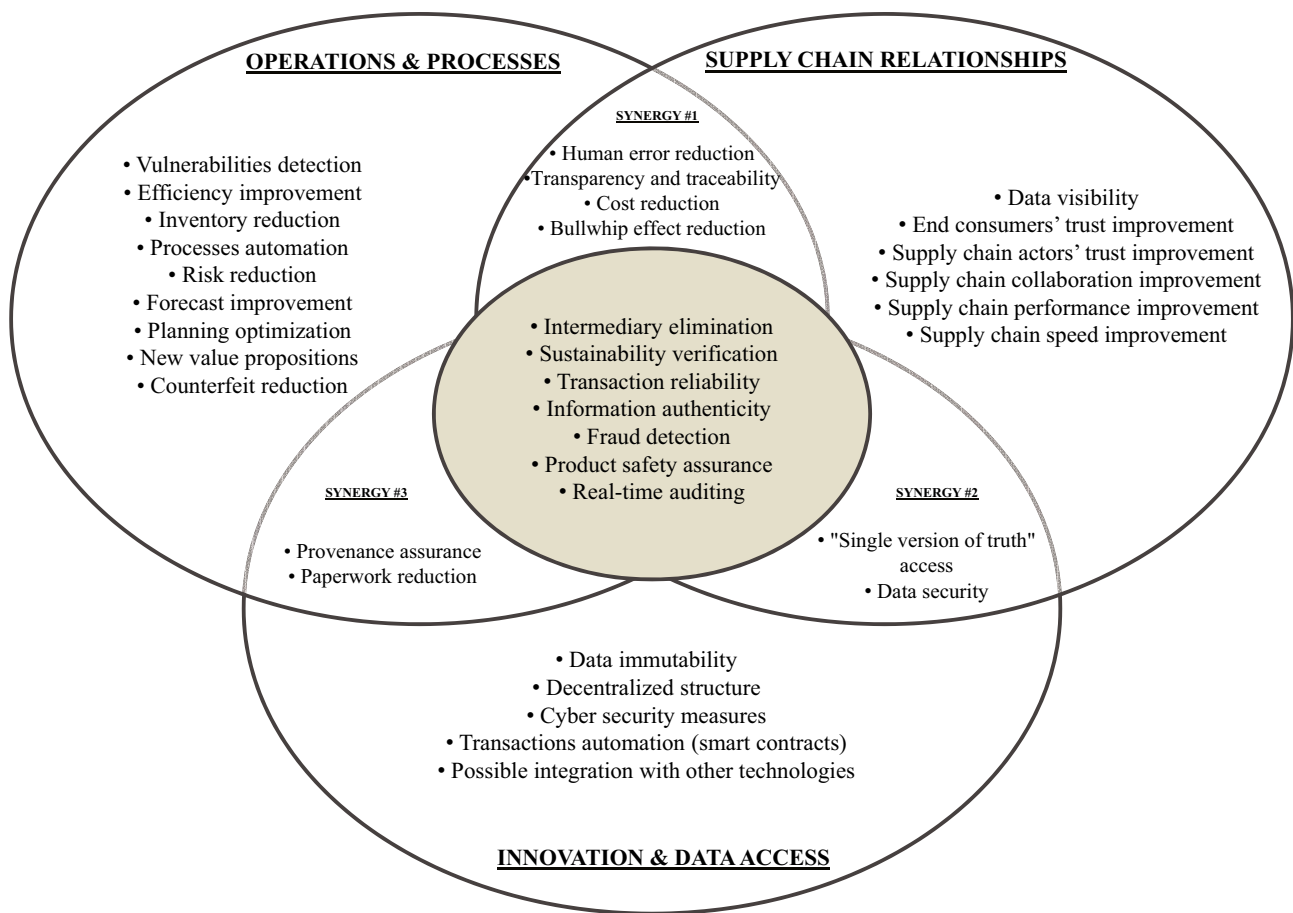 OPERATIONS & PROCESSES
• Vulnerabilities detection
• Efficiency improvement
• Inventory reduction
• Processes automation
• Risk reduction
• Forecast improvement
• Planning optimization
• New value propositions
• Counterfeit reduction
SYNERGY #1
• Human error reduction
•Transparency and traceability
• Cost reduction
• Bullwhip effect reduction
SUPPLY CHAIN RELATIONSHIPS
• Data visibility
• End consumers’ trust improvement
• Supply chain actors’ trust improvement
• Supply chain collaboration improvement
• Supply chain performance improvement
• Supply chain speed improvement
• Intermediary elimination
• Sustainability verification
• Transaction reliability
• Information authenticity
• Fraud detection
• Product safety assurance
• Real-time auditing
SYNERGY #3
• Provenance assurance
• Paperwork reduction
SYNERGY #2
• "Single version of truth"
access
• Data security
• Data immutability
• Decentralized structure
• Cyber security measures
• Transactions automation (smart contracts)
• Possible integration with other technologies
INNOVATION & DATA ACCESS